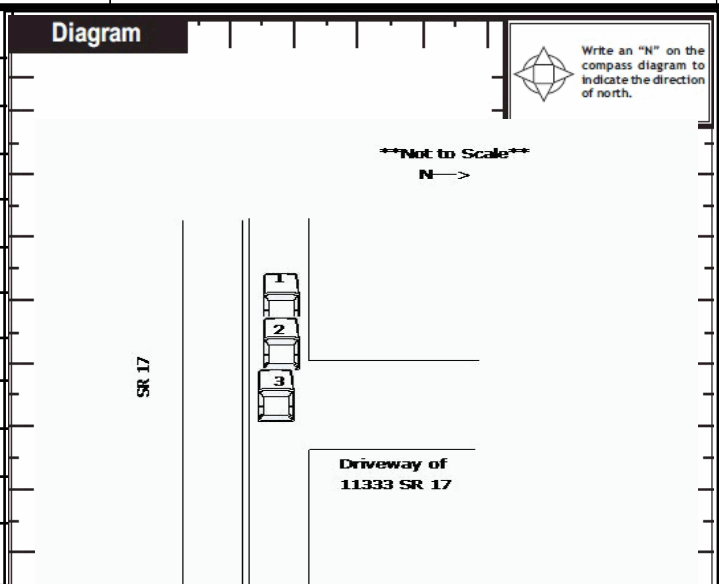 Diagram
Write an "N" on the
compass diagram to
indicate the direction
of north.
**Not to Scale**
N--->
1
2
3
SR 17
Driveway of
11333 SR 17